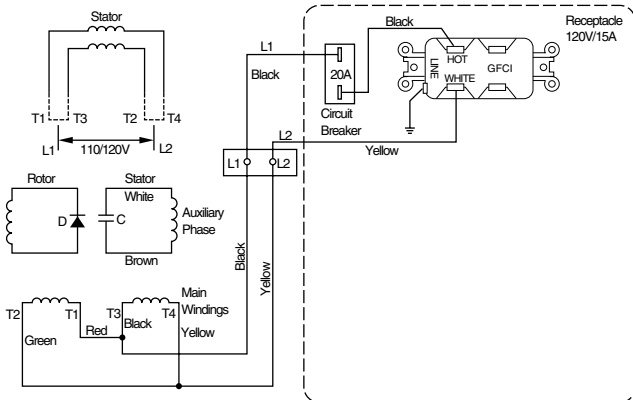 Stator
T1 T3 T2 T4
L1 110/120V L2
Rotor
D
Stator
White
C
Auxiliary
Phase
Brown
T2 T1 T3 T4
Main
Windings
Green
Red
Black
Yellow
L1
Black
L1 L2
Black
Yellow
L2
Yellow
20A
Circuit
Breaker
Black
HOT
LINE
GFCI
WHITE
Receptacle
120V/15A